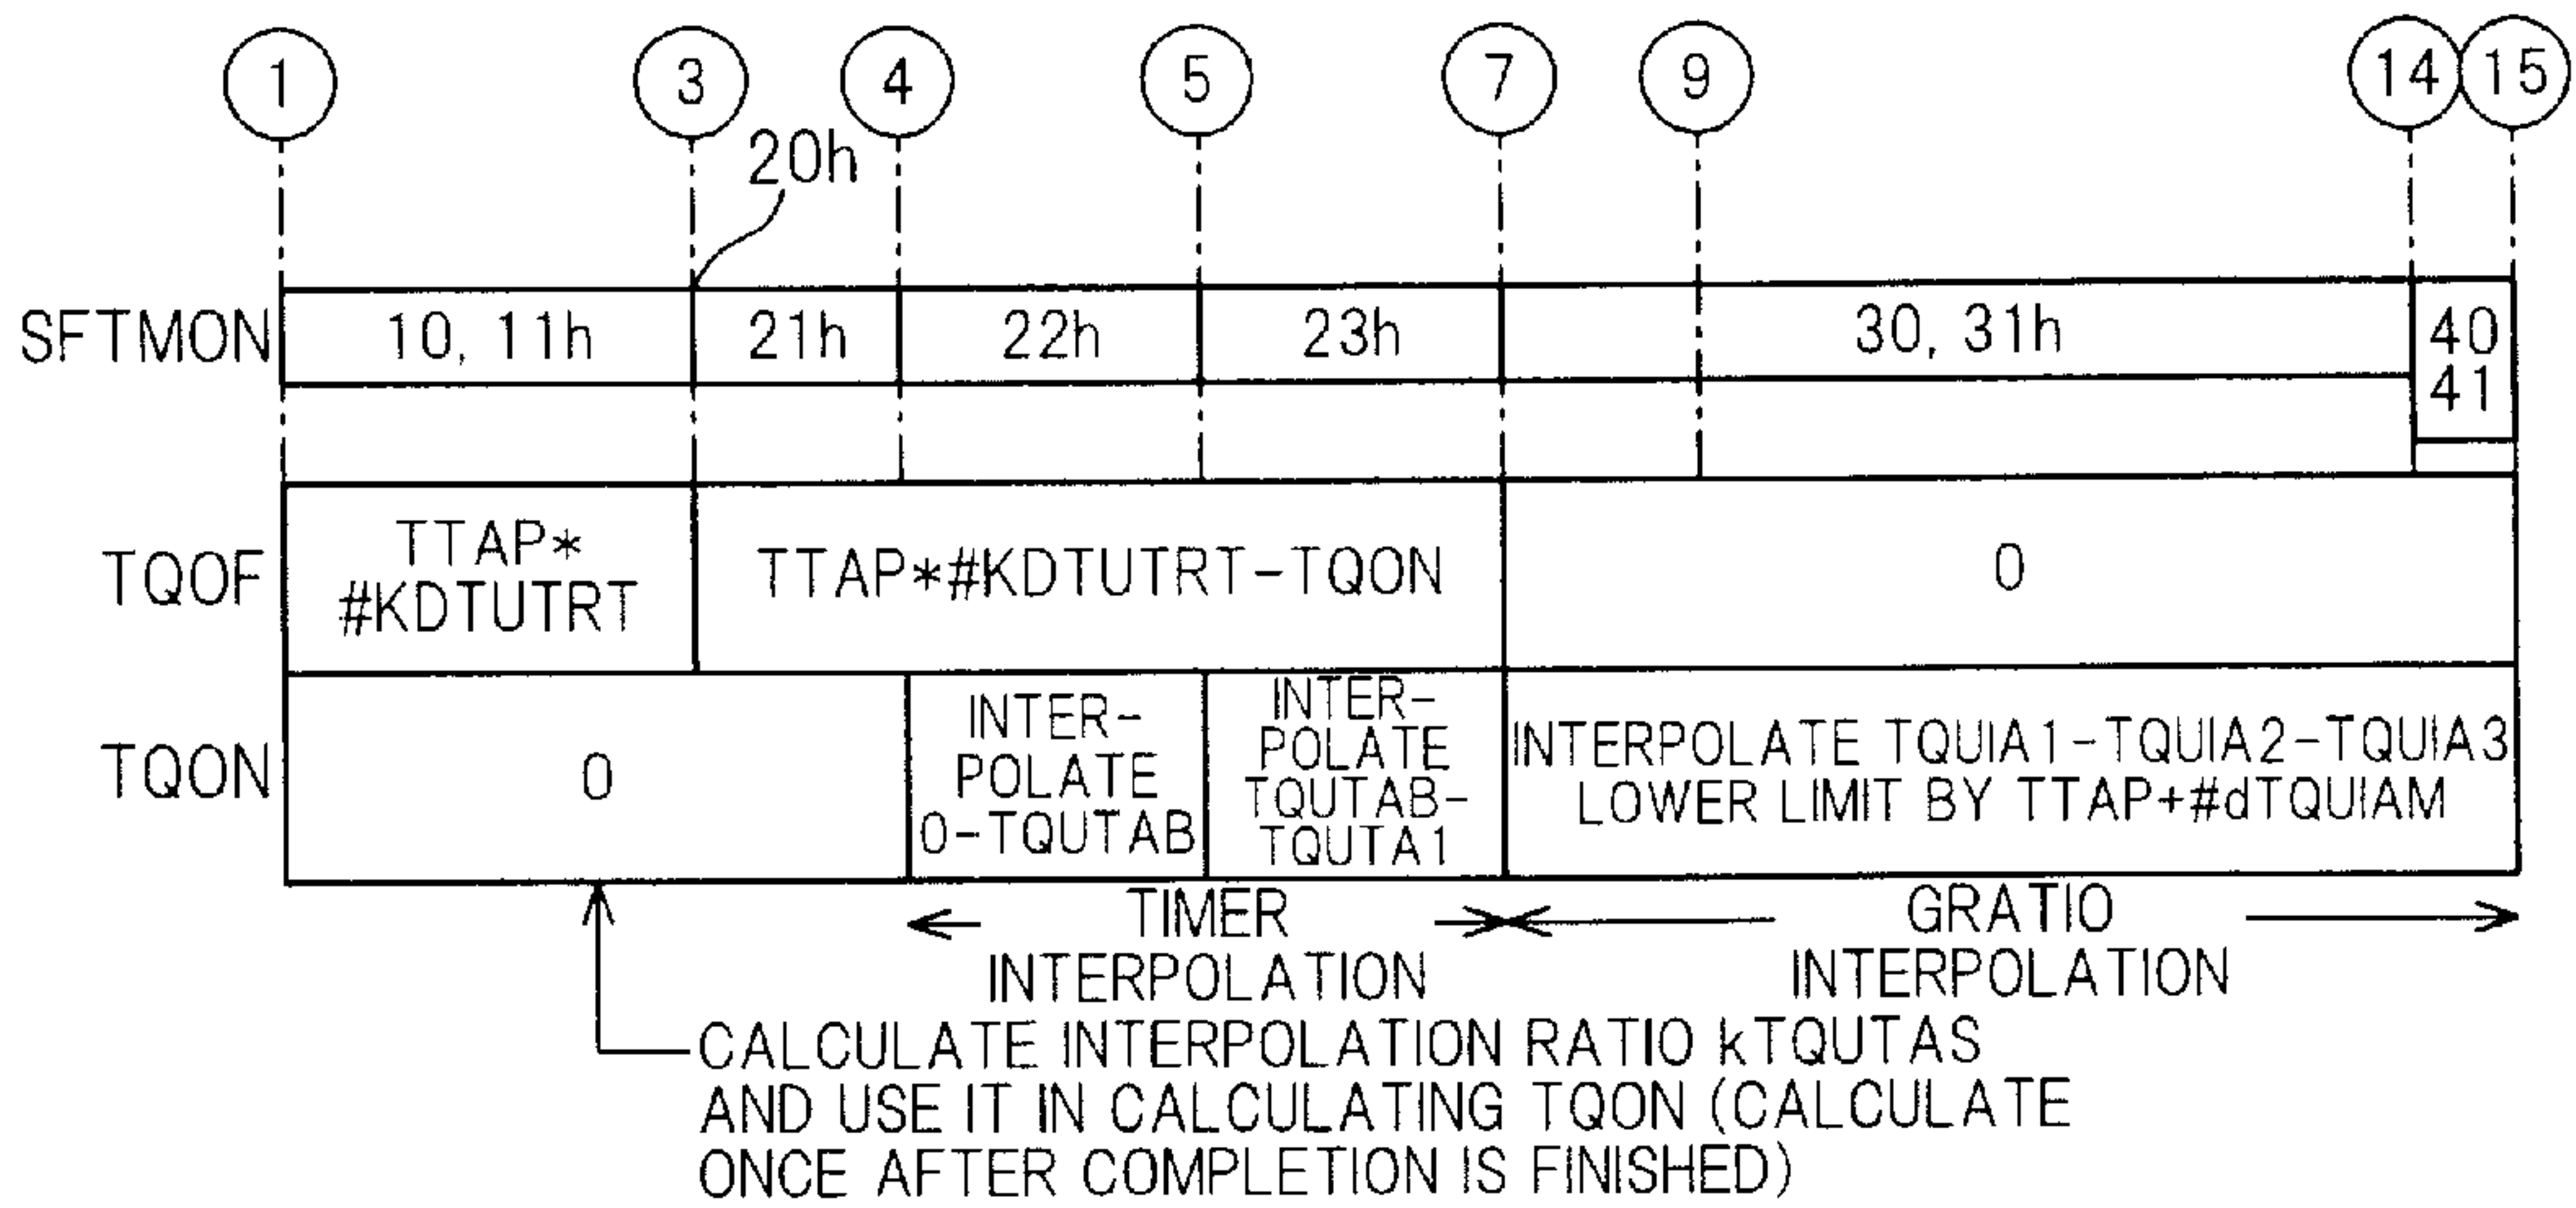 1 3 4 5 7 9 14 15
20h
SFTMON 10, 11h 21h 22h 23h 30, 31h 40
41
TQOF TTAP*
#KDTUTRT
TTAP*#KDTUTRT-TQON
0
TQON 0
INTER-
POLATE
0-TQUTAB
INTER-
POLATE
TQUTAB-
TQUTA1
INTERPOLATE TQUIA1-TQUIA2-TQUIA3
LOWER LIMIT BY TTAP+#dTQUIAM
TIMER
INTERPOLATION
GRATIO
INTERPOLATION
CALCULATE INTERPOLATION RATIO kTQUTAS
AND USE IT IN CALCULATING TQON (CALCULATE
ONCE AFTER COMPLETION IS FINISHED)